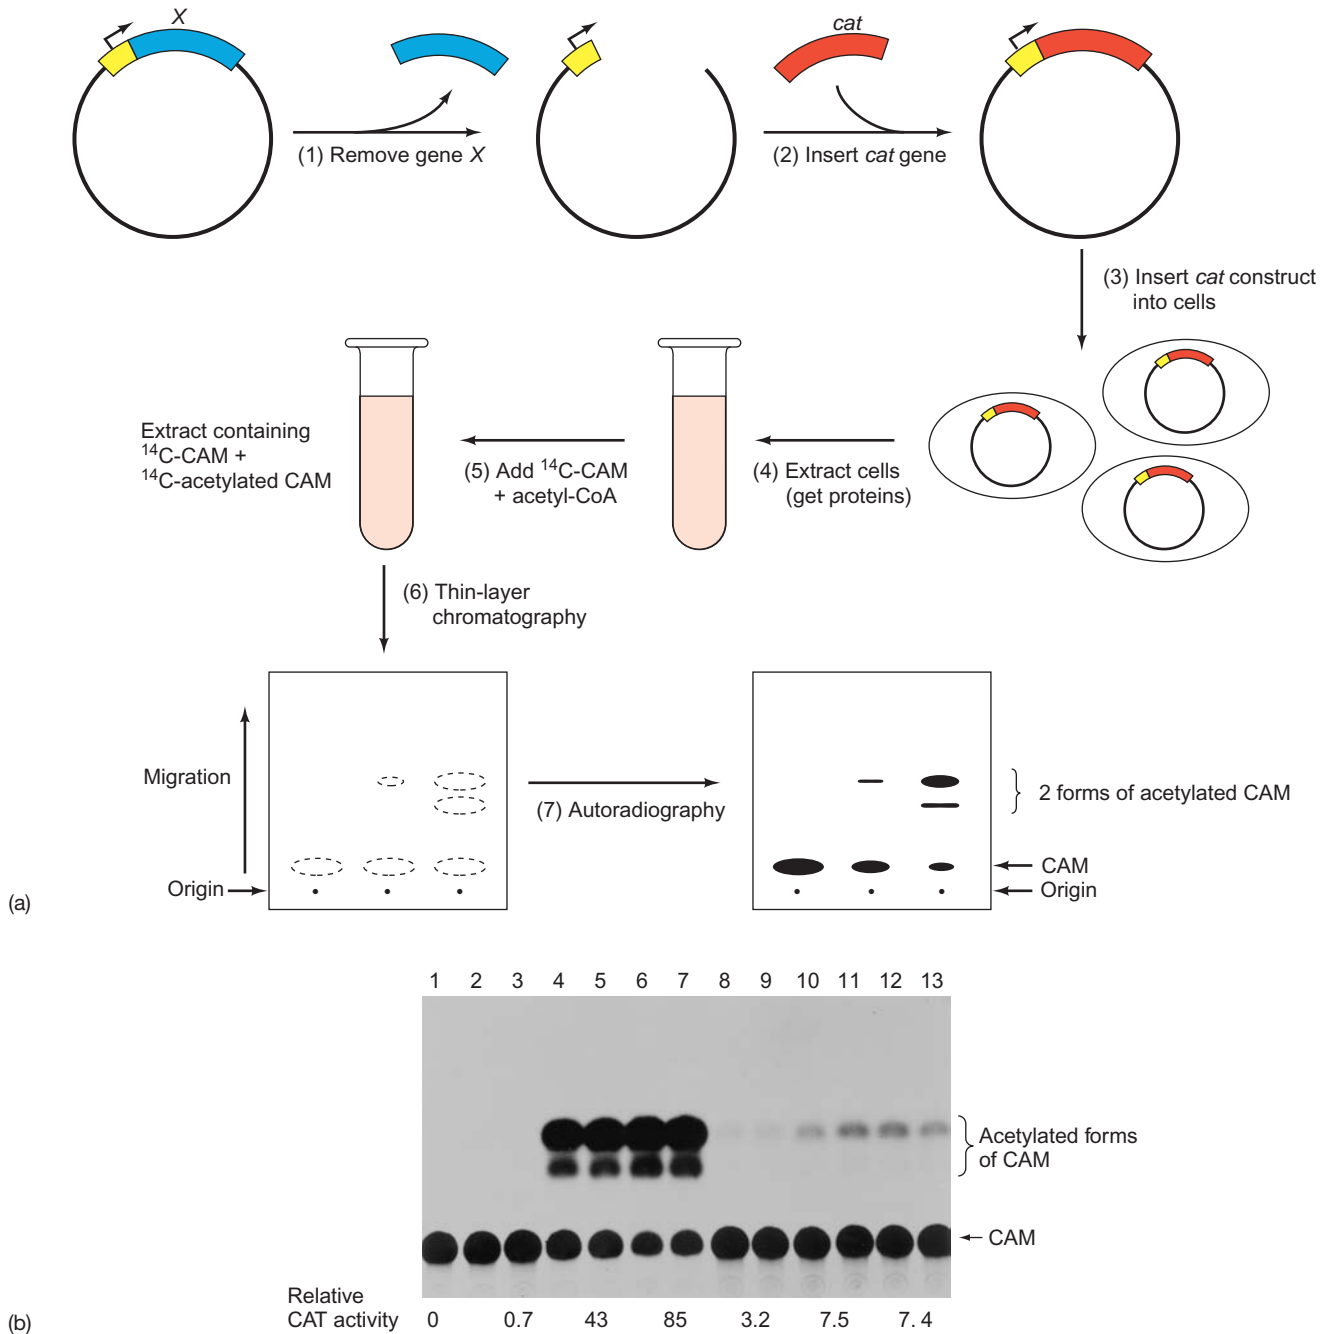 X
cat
(1) Remove gene X
(2) Insert cat gene
(3) Insert cat construct
into cells
Extract containing
¹⁴C-CAM +
¹⁴C-acetylated CAM
(5) Add ¹⁴C-CAM
+ acetyl-CoA
(4) Extract cells
(get proteins)
(6) Thin-layer
chromatography
Migration
(7) Autoradiography
2 forms of acetylated CAM
CAM
Origin
Origin
(a)
1 2 3 4 5 6 7 8 9 10 11 12 13
Acetylated forms
of CAM
CAM
Relative
CAT activity 0 0.7 43 85 3.2 7.5 7. 4
(b)